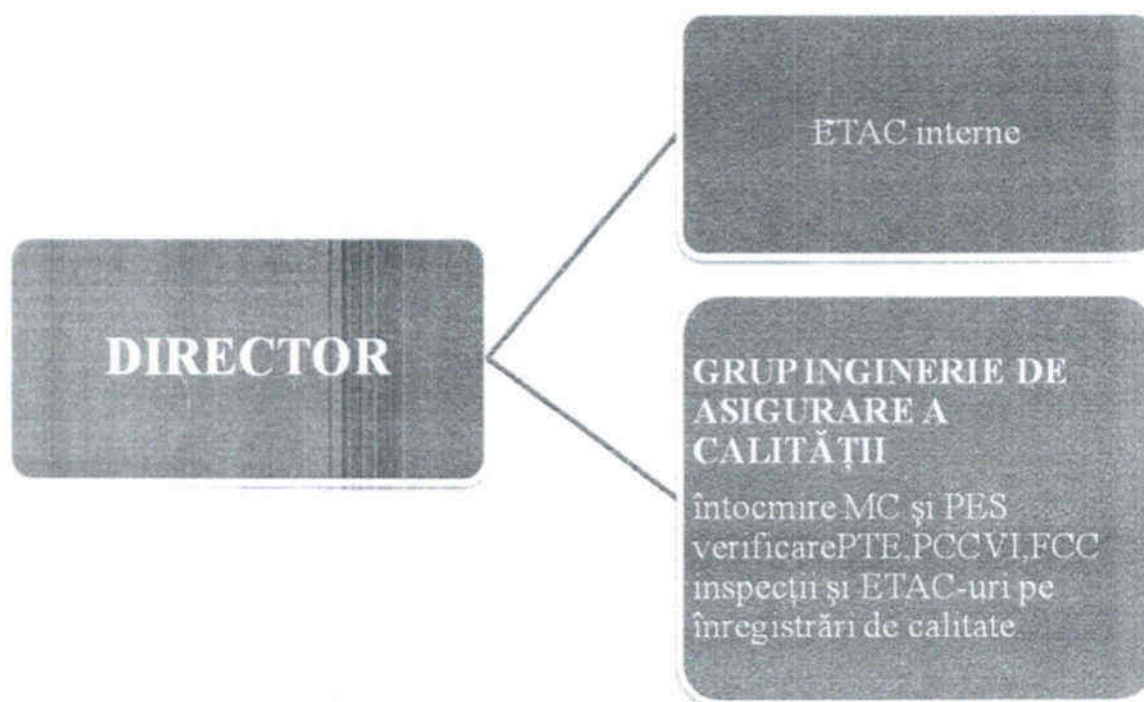 ETAC interne
DIRECTOR
GRUP INGINERIE DE
ASIGURARE A
CALITĂȚII
întocmire MC și PES
verificarePTE,PCCVI,FCC
inspecții și ETAC-uri pe
înregistrări de calitate